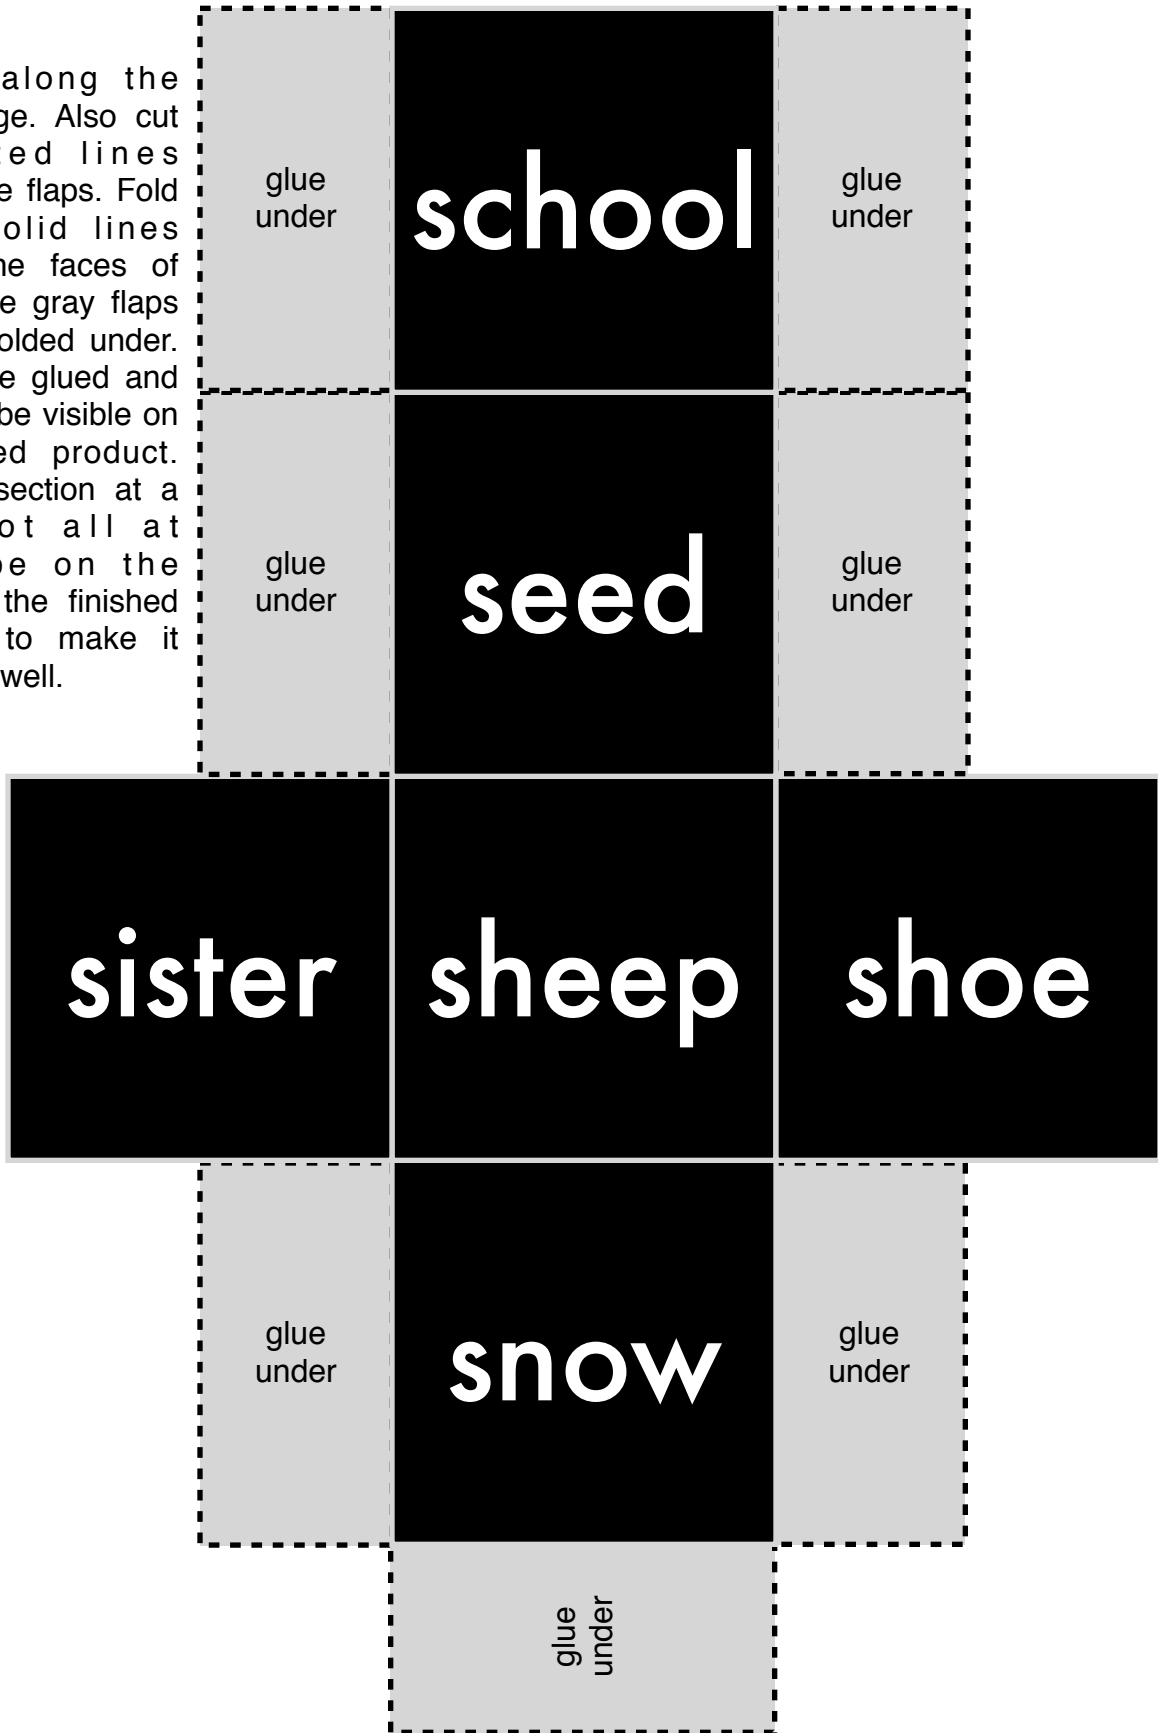 along the
ge. Also cut
ted lines
e flaps. Fold
olid lines
he faces of
e gray flaps
olded under.
e glued and
be visible on
ed product.
section at a
ot all at
pe on the
the finished
to make it
well.
glue
under
school
glue
under
glue
under
seed
glue
under
sister
sheep
shoe
glue
under
snow
glue
under
glue
under